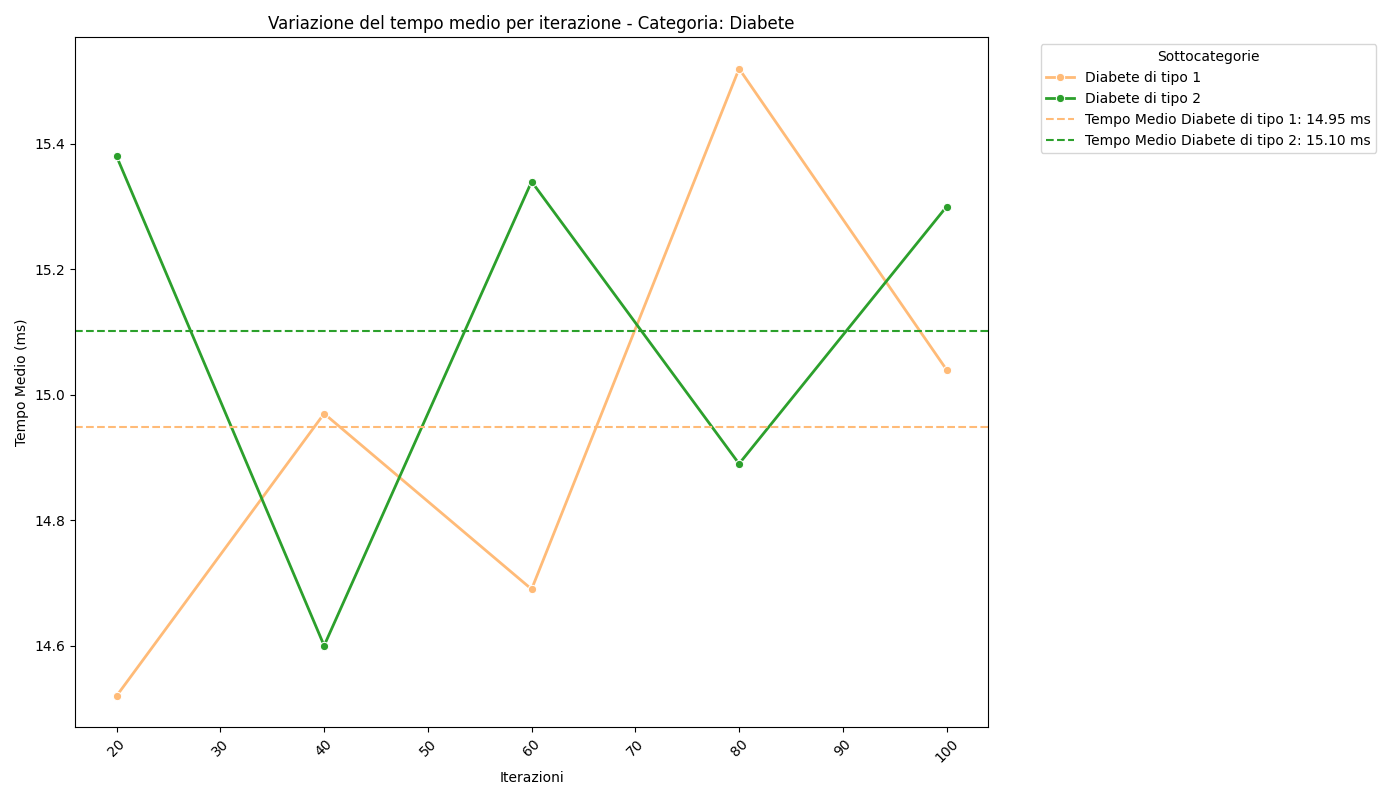 Variazione del tempo medio per iterazione - Categoria: Diabete
Sottocategorie
Diabete di tipo 1
Diabete di tipo 2
Tempo Medio Diabete di tipo 1: 14.95 ms
Tempo Medio Diabete di tipo 2: 15.10 ms
Tempo Medio (ms)
15.4
15.2
15.0
14.8
14.6
20
30
40
50
60
70
80
90
100
Iterazioni